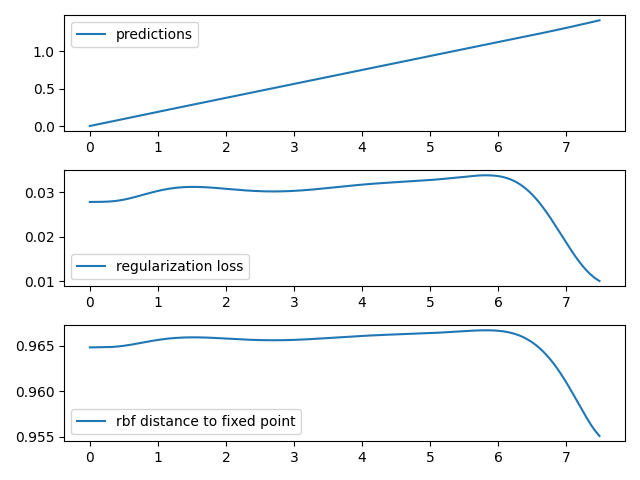 predictions
1.0
0.5
0.0
0 1 2 3 4 5 6 7
0.03
0.02
0.01
regularization loss
0 1 2 3 4 5 6 7
0.965
0.960
0.955
rbf distance to fixed point
0 1 2 3 4 5 6 7